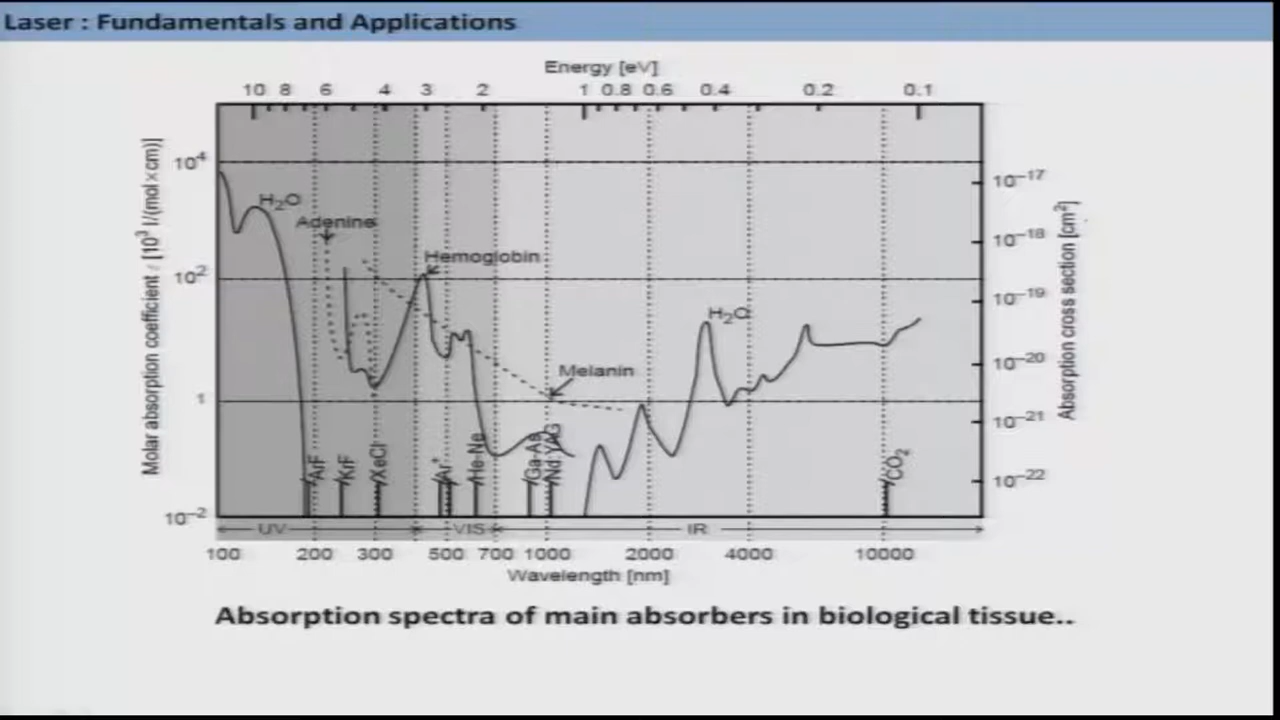 Laser : Fundamentals and Applications
Energy [eV]
10 8 6 4 3 2 1 0.8 0.6 0.4 0.2 0.1
Molar absorption coefficient / [10³ l/(mol×cm)]
10⁴
10²
1
10⁻²
10⁻¹⁷
10⁻¹⁸
10⁻¹⁹
10⁻²⁰
10⁻²¹
10⁻²²
Absorption cross section [cm²]
H₂O
Adenine
Hemoglobin
H₂O
Melanin
ArF
KrF
XeCl
Ar⁺
He-Ne
Ga-As
Nd:YAG
CO₂
UV VIS IR
100 200 300 500 700 1000 2000 4000 10000
Wavelength [nm]
Absorption spectra of main absorbers in biological tissue..